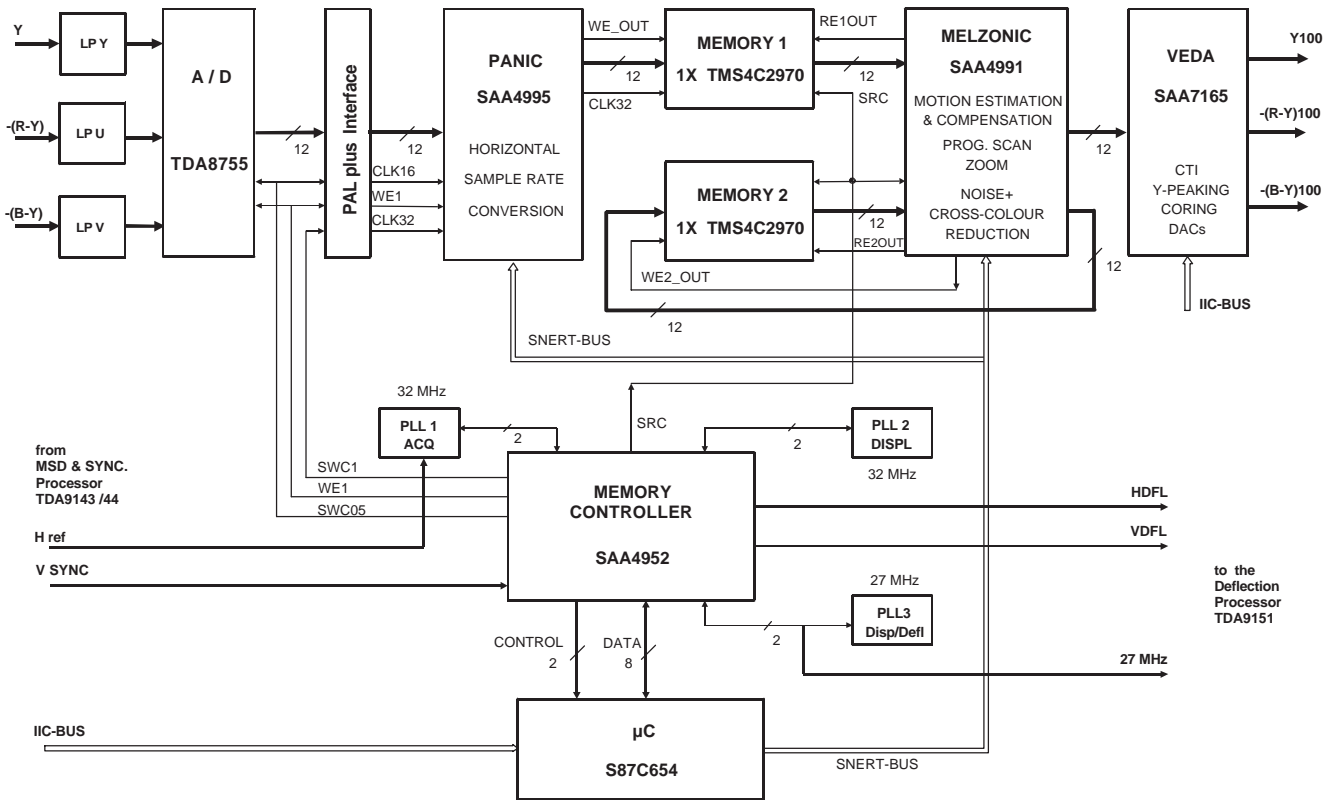 Y
LP Y
-(R-Y)
LP U
-(B-Y)
LP V
A / D
TDA8755
12
PAL plus Interface
12
CLK16
WE1
CLK32
PANIC
SAA4995
HORIZONTAL
SAMPLE RATE
CONVERSION
WE_OUT
12
CLK32
MEMORY 1
1X TMS4C2970
RE1OUT
12
SRC
MEMORY 2
1X TMS4C2970
12
RE2OUT
WE2_OUT
12
MELZONIC
SAA4991
MOTION ESTIMATION
& COMPENSATION
PROG. SCAN
ZOOM
NOISE+
CROSS-COLOUR
REDUCTION
12
12
VEDA
SAA7165
CTI
Y-PEAKING
CORING
DACs
Y100
-(R-Y)100
-(B-Y)100
IIC-BUS
SNERT-BUS
32 MHz
PLL 1
ACQ
2
SRC
2
PLL 2
DISPL
32 MHz
from
MSD & SYNC.
Processor
TDA9143 /44
SWC1
WE1
SWC05
H ref
V SYNC
MEMORY
CONTROLLER
SAA4952
HDFL
VDFL
27 MHz
PLL3
Disp/Defl
2
to the
Deflection
Processor
TDA9151
27 MHz
CONTROL
2
DATA
8
IIC-BUS
µC
S87C654
SNERT-BUS